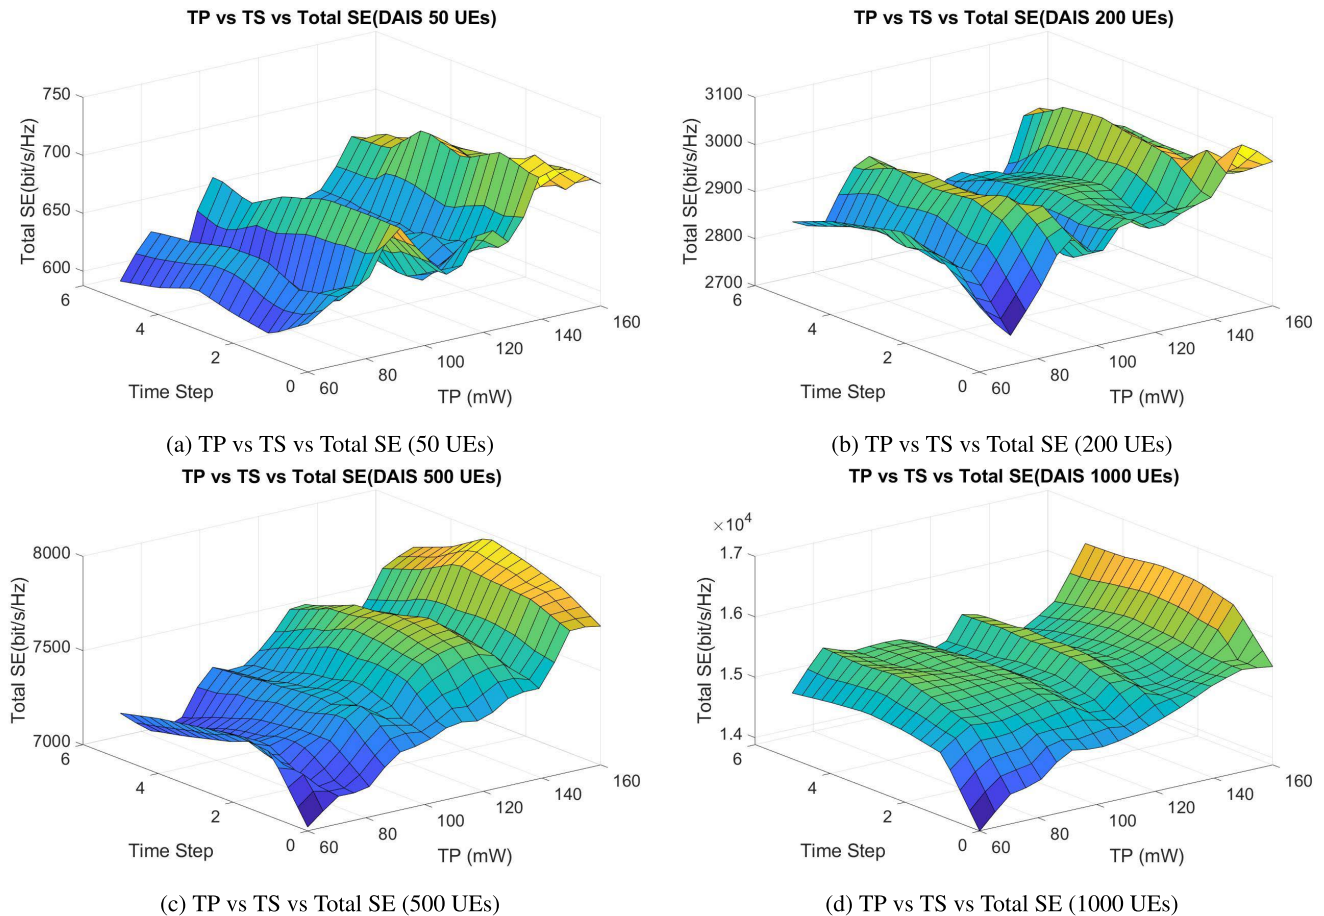 TP vs TS vs Total SE(DAIS 50 UEs)
750
700
650
600
Total SE(bit/s/Hz)
6
4
2
0
Time Step
60
80
100
120
140
160
TP (mW)
(a) TP vs TS vs Total SE (50 UEs)
TP vs TS vs Total SE(DAIS 200 UEs)
3100
3000
2900
2800
2700
Total SE(bit/s/Hz)
6
4
2
0
Time Step
60
80
100
120
140
160
TP (mW)
(b) TP vs TS vs Total SE (200 UEs)
TP vs TS vs Total SE(DAIS 500 UEs)
8000
7500
7000
Total SE(bit/s/Hz)
6
4
2
0
Time Step
60
80
100
120
140
160
TP (mW)
(c) TP vs TS vs Total SE (500 UEs)
TP vs TS vs Total SE(DAIS 1000 UEs)
×10⁴
1.7
1.6
1.5
1.4
Total SE(bit/s/Hz)
6
4
2
0
Time Step
60
80
100
120
140
160
TP (mW)
(d) TP vs TS vs Total SE (1000 UEs)